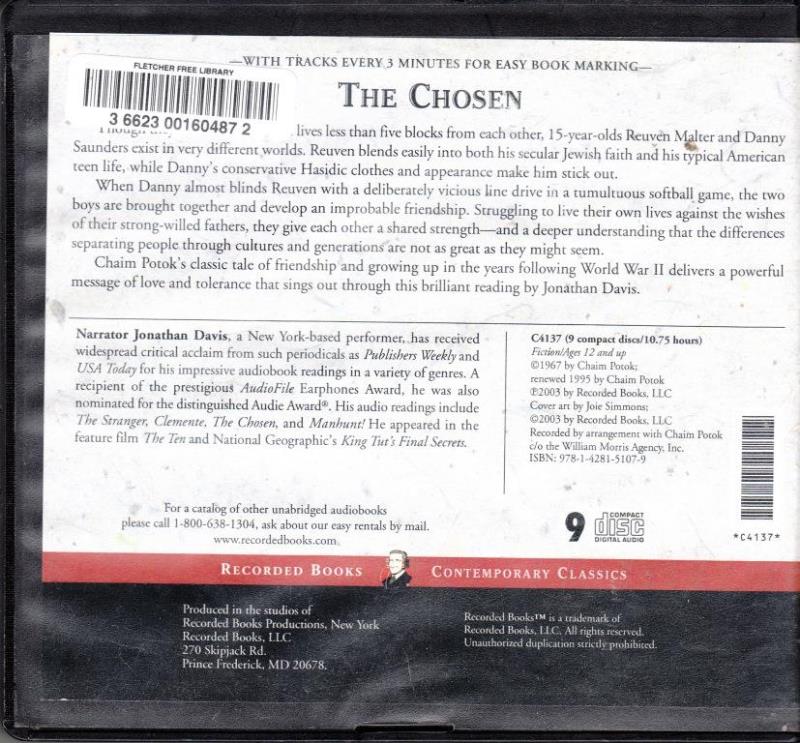 FLETCHER FREE LIBRARY
3 6623 00160487 2
—WITH TRACKS EVERY 3 MINUTES FOR EASY BOOK MARKING—
THE CHOSEN
lives less than five blocks from each other, 15-year-olds Reuven Malter and Danny
Saunders exist in very different worlds. Reuven blends easily into both his secular Jewish faith and his typical American
teen life, while Danny's conservative Hasidic clothes and appearance make him stick out.
When Danny almost blinds Reuven with a deliberately vicious line drive in a tumultuous softball game, the two
boys are brought together and develop an improbable friendship. Struggling to live their own lives against the wishes
of their strong-willed fathers, they give each other a shared strength—and a deeper understanding that the differences
separating people through cultures and generations are not as great as they might seem.
Chaim Potok's classic tale of friendship and growing up in the years following World War II delivers a powerful
message of love and tolerance that sings out through this brilliant reading by Jonathan Davis.
Narrator Jonathan Davis, a New York-based performer, has received
widespread critical acclaim from such periodicals as Publishers Weekly and
USA Today for his impressive audiobook readings in a variety of genres. A
recipient of the prestigious AudioFile Earphones Award, he was also
nominated for the distinguished Audie Award®. His audio readings include
The Stranger, Clemente, The Chosen, and Manhunt! He appeared in the
feature film The Ten and National Geographic's King Tut's Final Secrets.
C4137 (9 compact discs/10.75 hours)
Fiction/Ages 12 and up
©1967 by Chaim Potok;
renewed 1995 by Chaim Potok
℗2003 by Recorded Books, LLC
Cover art by Joie Simmons;
©2003 by Recorded Books, LLC
Recorded by arrangement with Chaim Potok
c/o the William Morris Agency, Inc.
ISBN: 978-1-4281-5107-9
For a catalog of other unabridged audiobooks
please call 1-800-638-1304, ask about our easy rentals by mail.
www.recordedbooks.com
9 COMPACT
disc
DIGITAL AUDIO
*C4137*
RECORDED BOOKS CONTEMPORARY CLASSICS
Produced in the studios of
Recorded Books Productions, New York
Recorded Books, LLC
270 Skipjack Rd.
Prince Frederick, MD 20678.
Recorded Books™ is a trademark of
Recorded Books, LLC. All rights reserved.
Unauthorized duplication strictly prohibited.